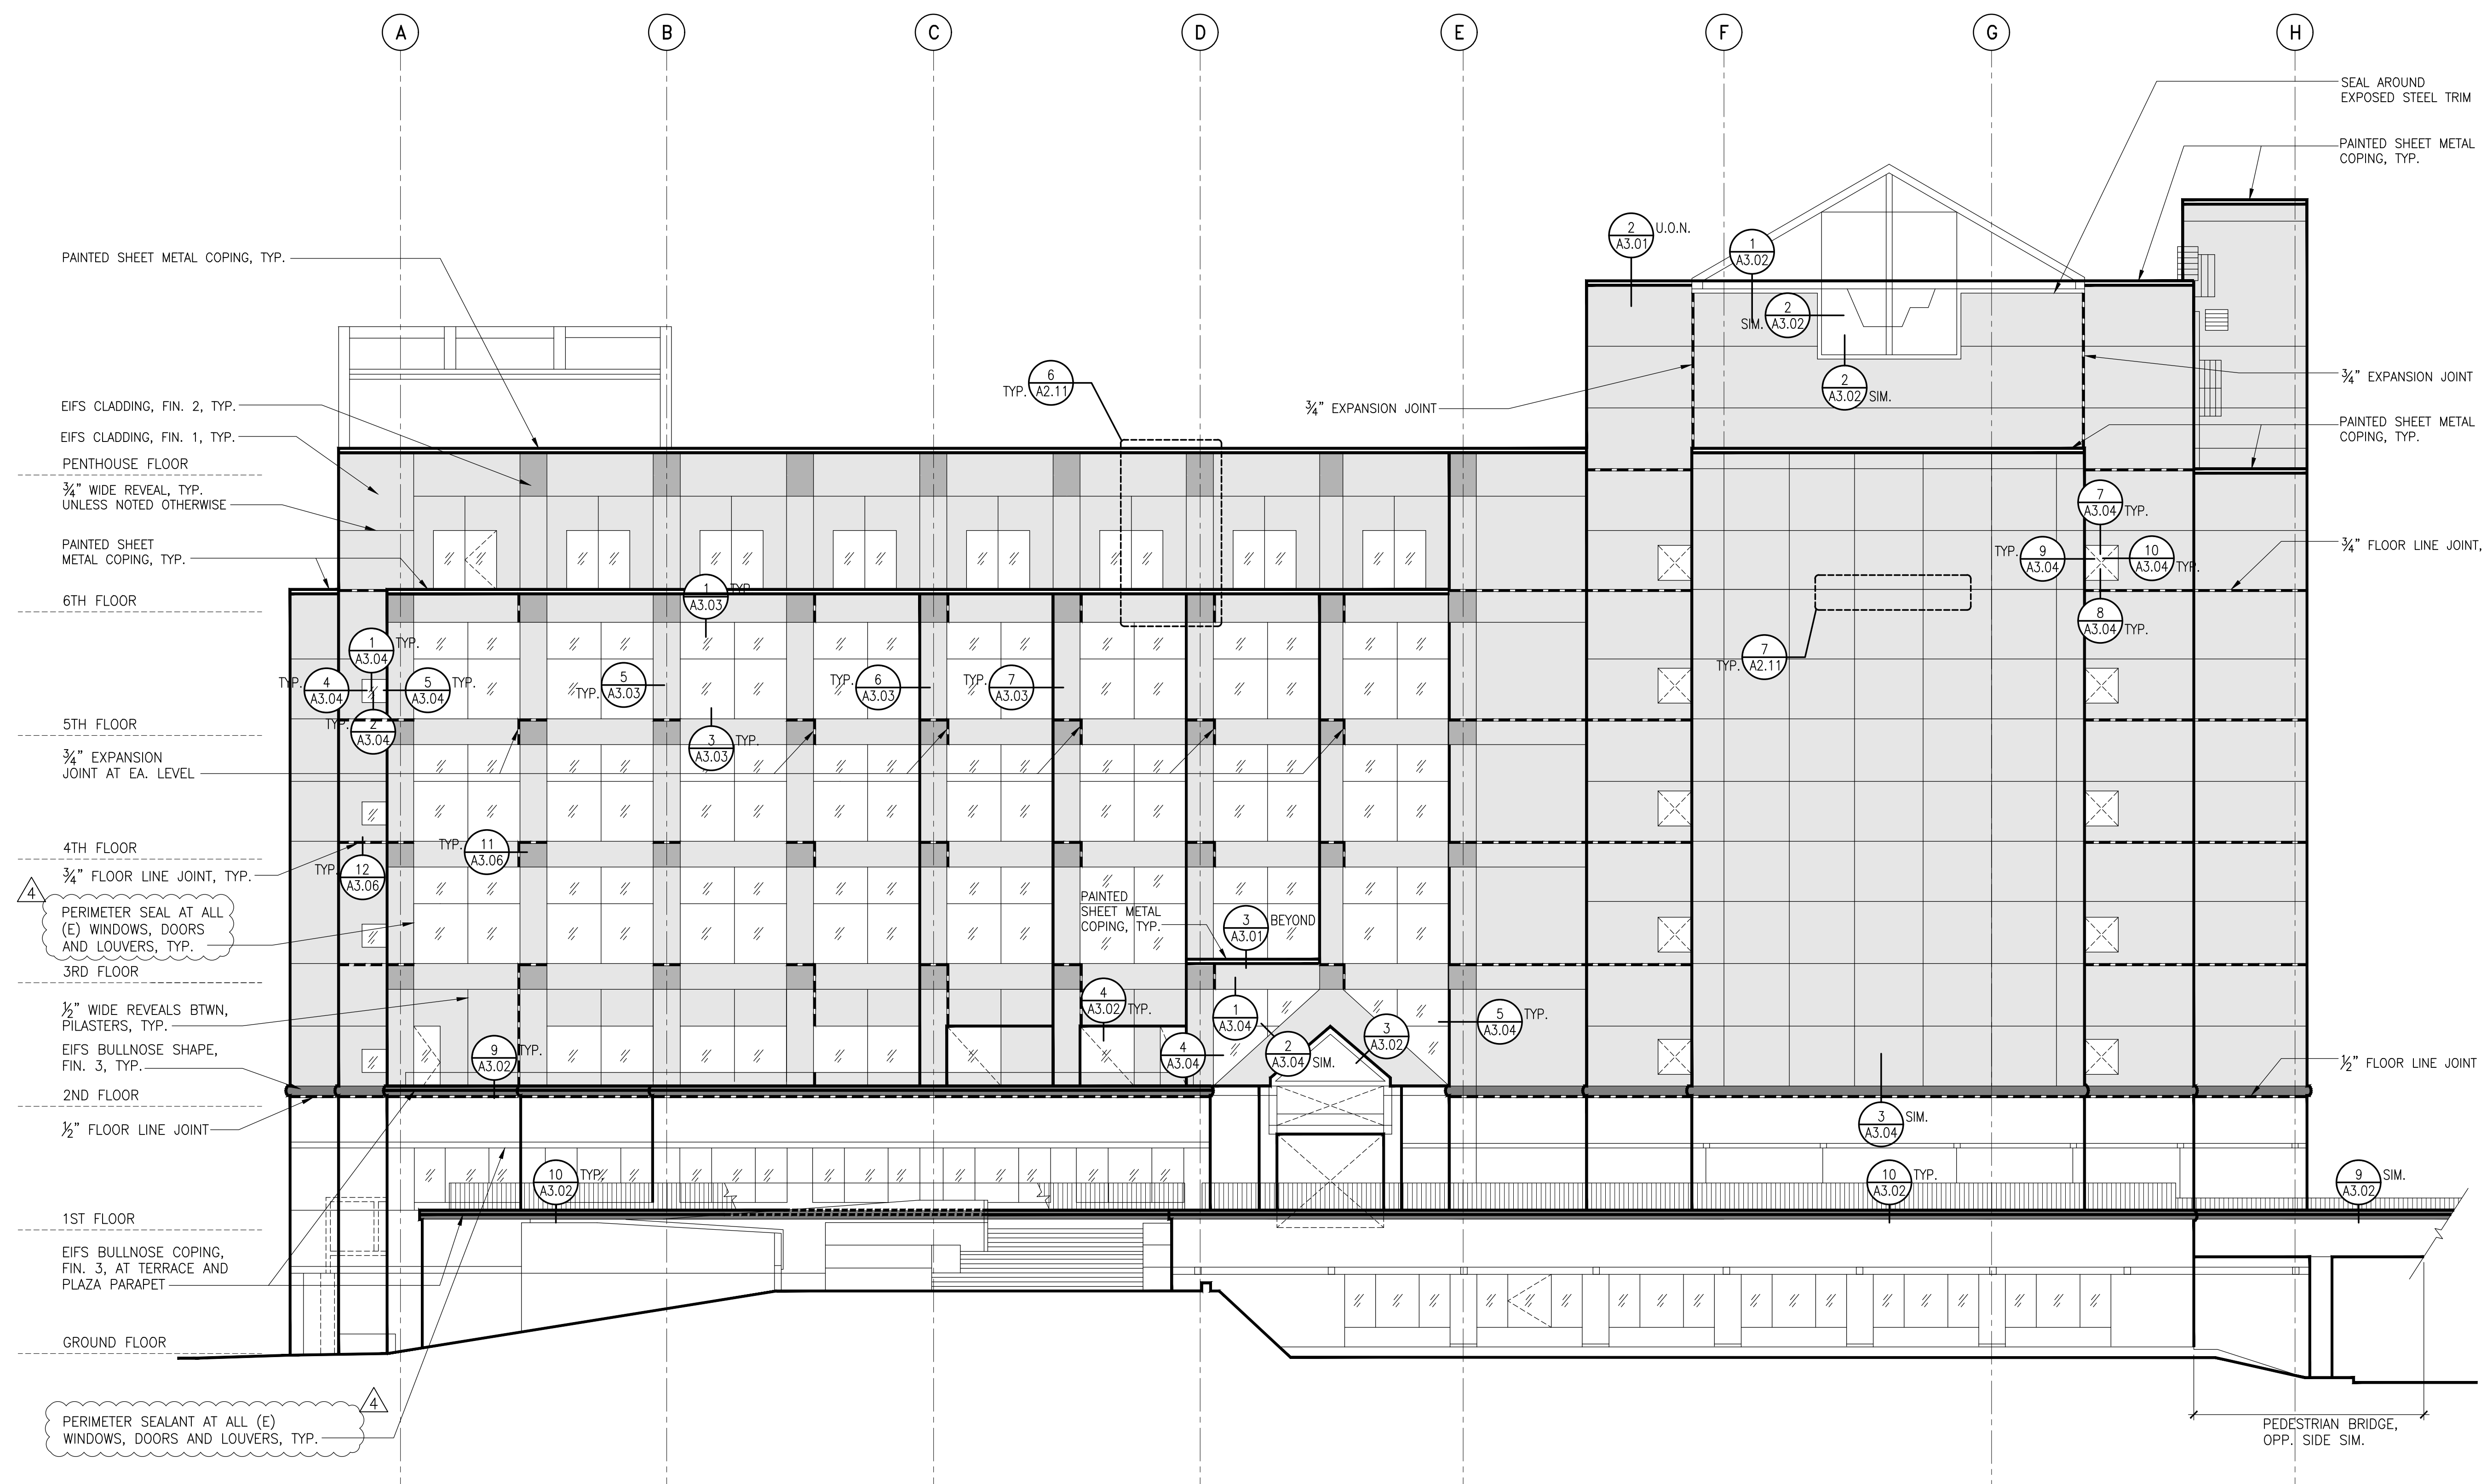 A
B
C
D
E
F
G
H
SEAL AROUND
EXPOSED STEEL TRIM
PAINTED SHEET METAL
COPING, TYP.
2
A3.01
U.O.N.
1
A3.02
PAINTED SHEET METAL COPING, TYP.
2
A3.02
SIM.
6
A2.11
TYP.
2
A3.02
SIM.
¾" EXPANSION JOINT
¾" EXPANSION JOINT
EIFS CLADDING, FIN. 2, TYP.
EIFS CLADDING, FIN. 1, TYP.
PAINTED SHEET METAL
COPING, TYP.
PENTHOUSE FLOOR
¾" WIDE REVEAL, TYP.
UNLESS NOTED OTHERWISE
7
A3.04
TYP.
PAINTED SHEET
METAL COPING, TYP.
TYP.
9
A3.04
10
A3.04
TYP.
¾" FLOOR LINE JOINT,
1
A3.03
TYP.
6TH FLOOR
8
A3.04
TYP.
1
A3.04
TYP.
7
A2.11
TYP.
TYP.
4
A3.04
5
A3.04
TYP.
TYP.
5
A3.03
TYP.
6
A3.03
TYP.
7
A3.03
5TH FLOOR
TYP.
2
A3.04
3
A3.03
TYP.
¾" EXPANSION
JOINT AT EA. LEVEL
4TH FLOOR
TYP.
11
A3.06
¾" FLOOR LINE JOINT, TYP.
TYP.
12
A3.06
4
PERIMETER SEAL AT ALL
(E) WINDOWS, DOORS
AND LOUVERS, TYP.
PAINTED
SHEET METAL
COPING, TYP.
3
A3.01
BEYOND
3RD FLOOR
½" WIDE REVEALS BTWN,
PILASTERS, TYP.
4
A3.02
TYP.
1
A3.04
5
A3.04
TYP.
EIFS BULLNOSE SHAPE,
FIN. 3, TYP.
9
A3.02
TYP.
4
A3.04
2
A3.04
SIM.
3
A3.02
½" FLOOR LINE JOINT
2ND FLOOR
½" FLOOR LINE JOINT
3
A3.04
SIM.
10
A3.02
TYP.
10
A3.02
TYP.
9
A3.02
SIM.
1ST FLOOR
EIFS BULLNOSE COPING,
FIN. 3, AT TERRACE AND
PLAZA PARAPET
GROUND FLOOR
4
PERIMETER SEALANT AT ALL (E)
WINDOWS, DOORS AND LOUVERS, TYP.
PEDESTRIAN BRIDGE,
OPP. SIDE SIM.